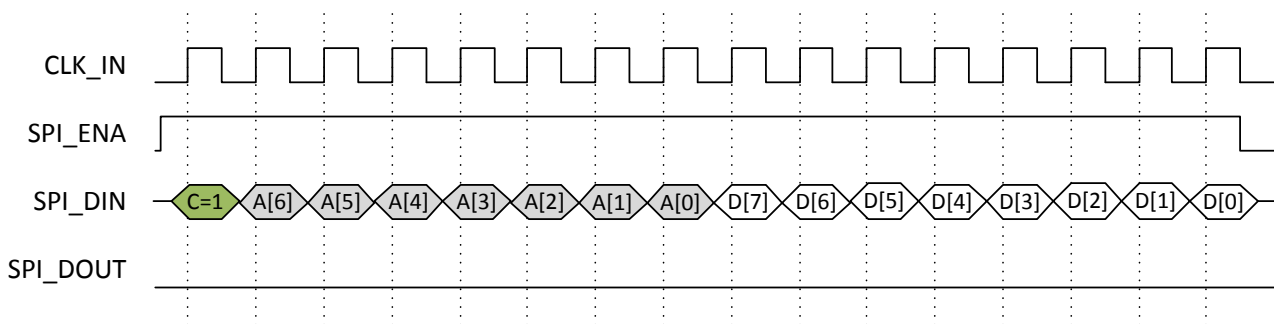 CLK_IN
SPI_ENA
SPI_DIN C=1 A[6] A[5] A[4] A[3] A[2] A[1] A[0] D[7] D[6] D[5] D[4] D[3] D[2] D[1] D[0]
SPI_DOUT